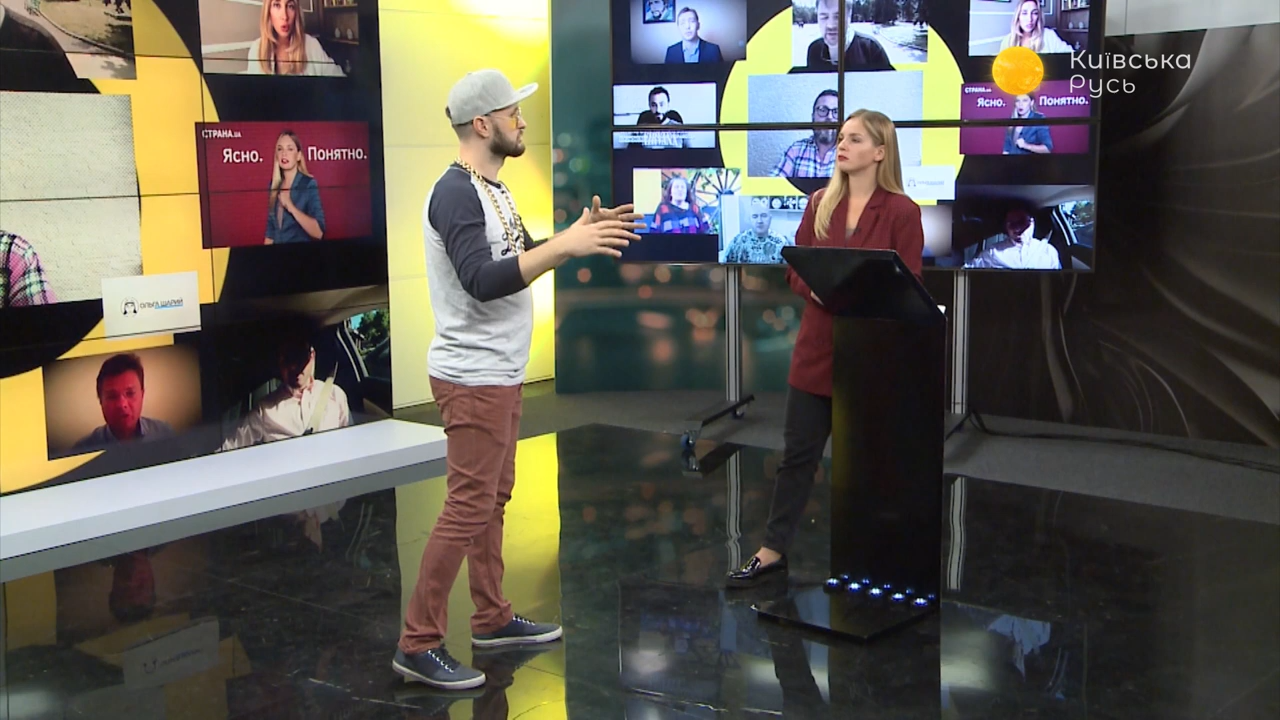 Київська
Русь
СТРАНА.UA
Ясно. Понятно.
СТРАНА.UA
Ясно. Понятно.
ОЛЬГА ШАРИЙ